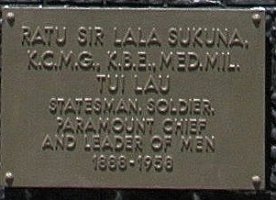 RATU SIR LALA SUKUNA,
K.C.M.G., K.B.E., MED.MIL.
TUI LAU
STATESMAN, SOLDIER,
PARAMOUNT CHIEF
AND LEADER OF MEN
1888-1958